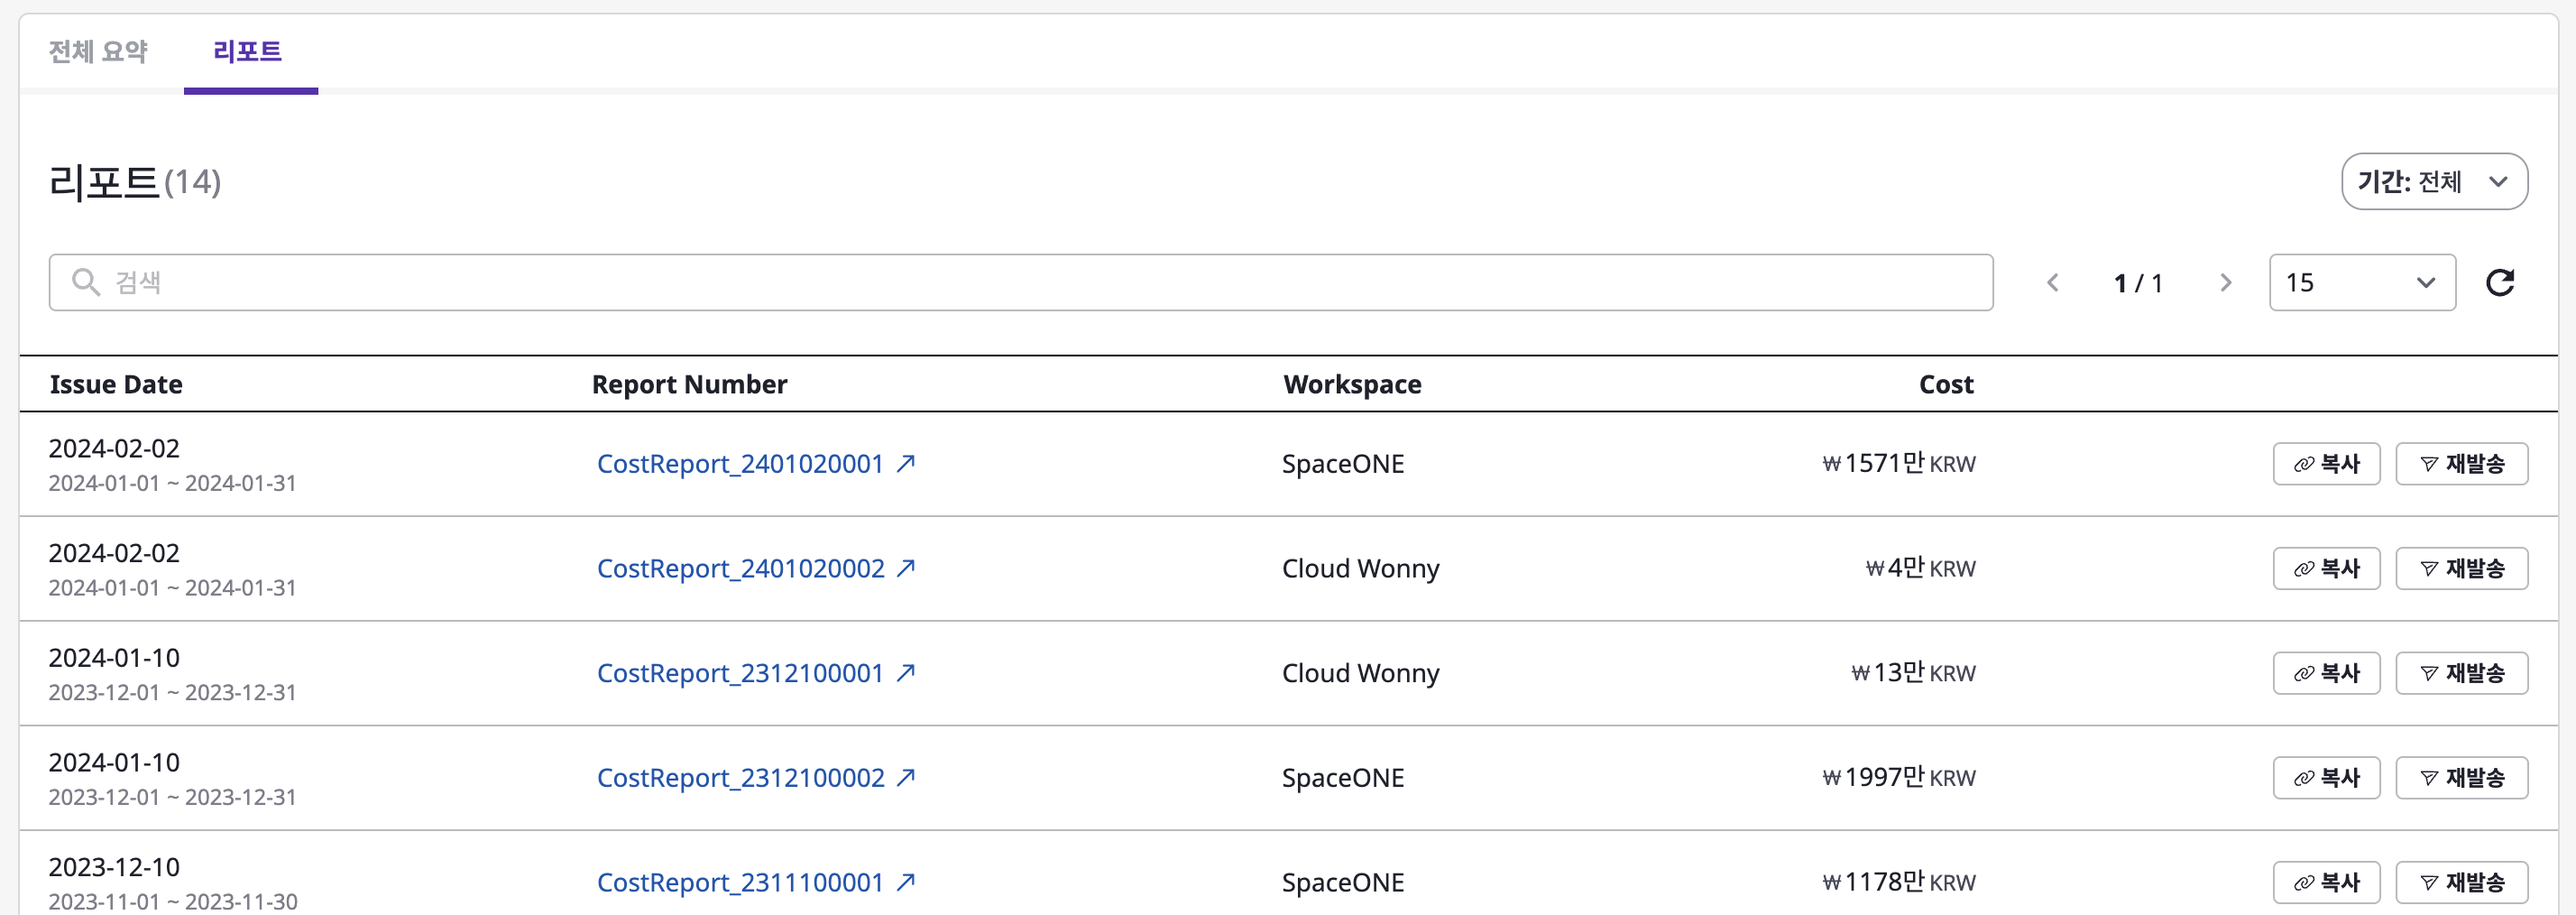 전체 요약 리포트
리포트(14)
기간: 전체
검색
1 / 1
15
Issue Date Report Number Workspace Cost
2024-02-02
2024-01-01 ~ 2024-01-31
CostReport_2401020001
SpaceONE
₩1571만 KRW
복사 재발송
2024-02-02
2024-01-01 ~ 2024-01-31
CostReport_2401020002
Cloud Wonny
₩4만 KRW
복사 재발송
2024-01-10
2023-12-01 ~ 2023-12-31
CostReport_2312100001
Cloud Wonny
₩13만 KRW
복사 재발송
2024-01-10
2023-12-01 ~ 2023-12-31
CostReport_2312100002
SpaceONE
₩1997만 KRW
복사 재발송
2023-12-10
2023-11-01 ~ 2023-11-30
CostReport_2311100001
SpaceONE
₩1178만 KRW
복사 재발송